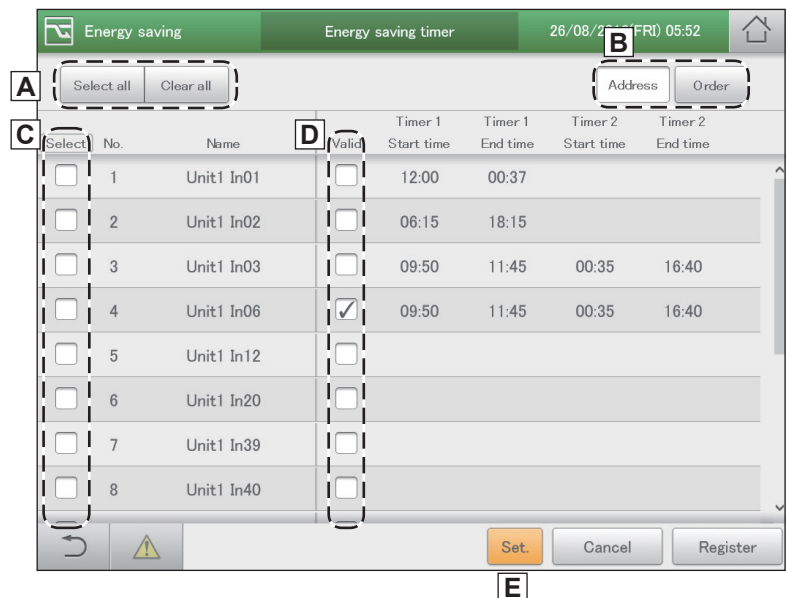 Energy saving Energy saving timer 26/08/2016(FRI) 05:52
B
A Select all Clear all Address Order
Timer 1 Timer 1 Timer 2 Timer 2
C Select No. Name D Valid Start time End time Start time End time
1 Unit1 In01 12:00 00:37
2 Unit1 In02 06:15 18:15
3 Unit1 In03 09:50 11:45 00:35 16:40
4 Unit1 In06 ✓ 09:50 11:45 00:35 16:40
5 Unit1 In12
6 Unit1 In20
7 Unit1 In39
8 Unit1 In40
Set. Cancel Register
E